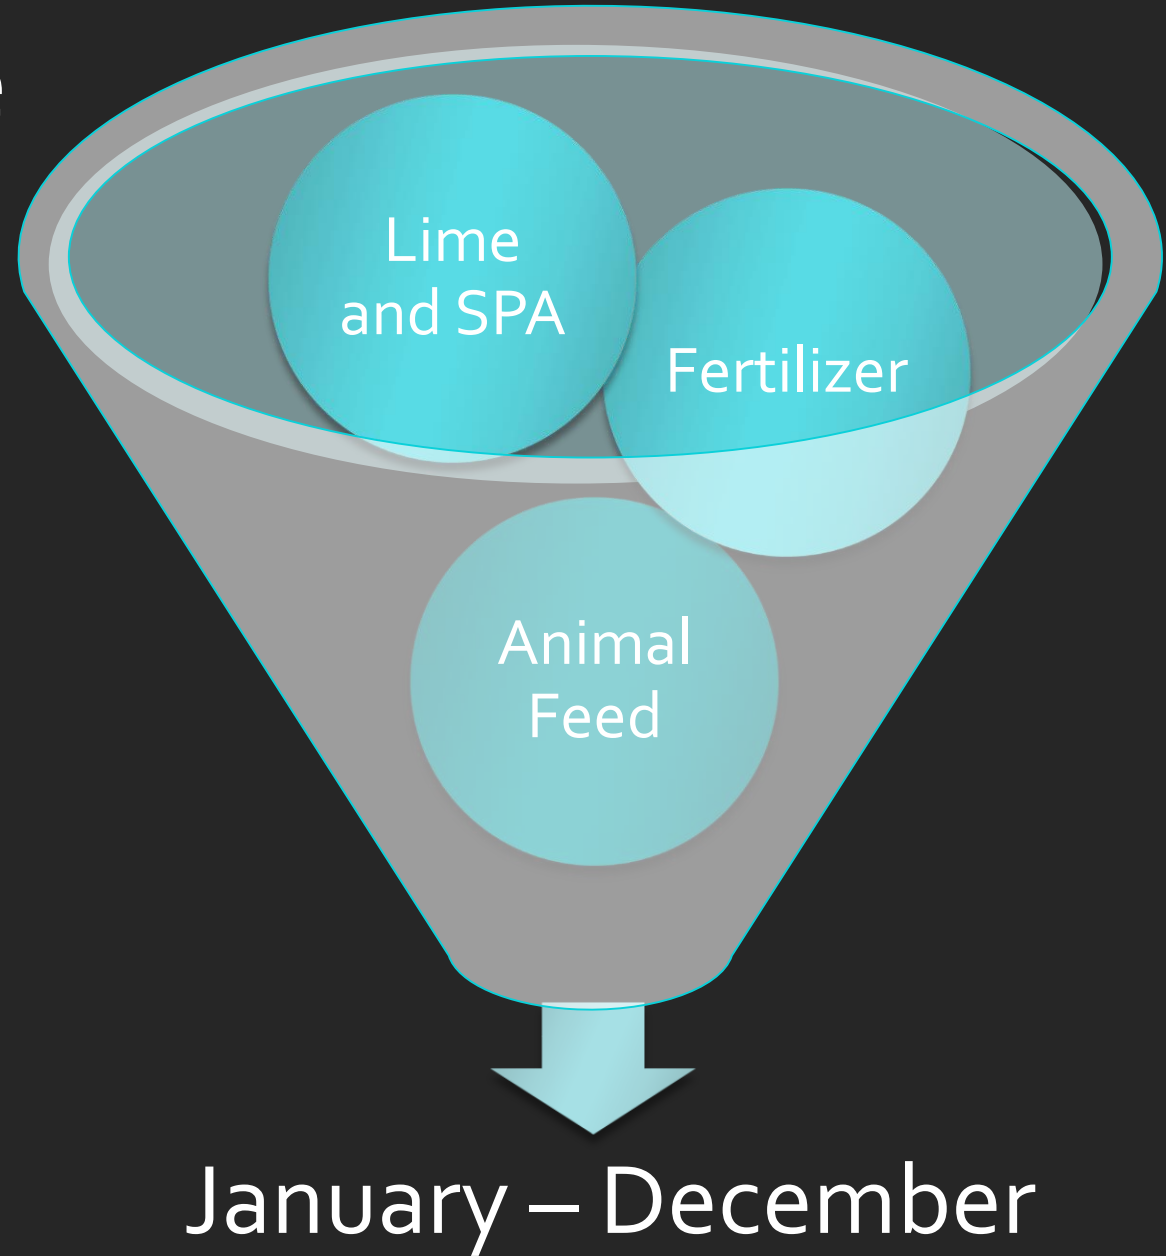 Lime
and SPA
Fertilizer
Animal
Feed
January – December